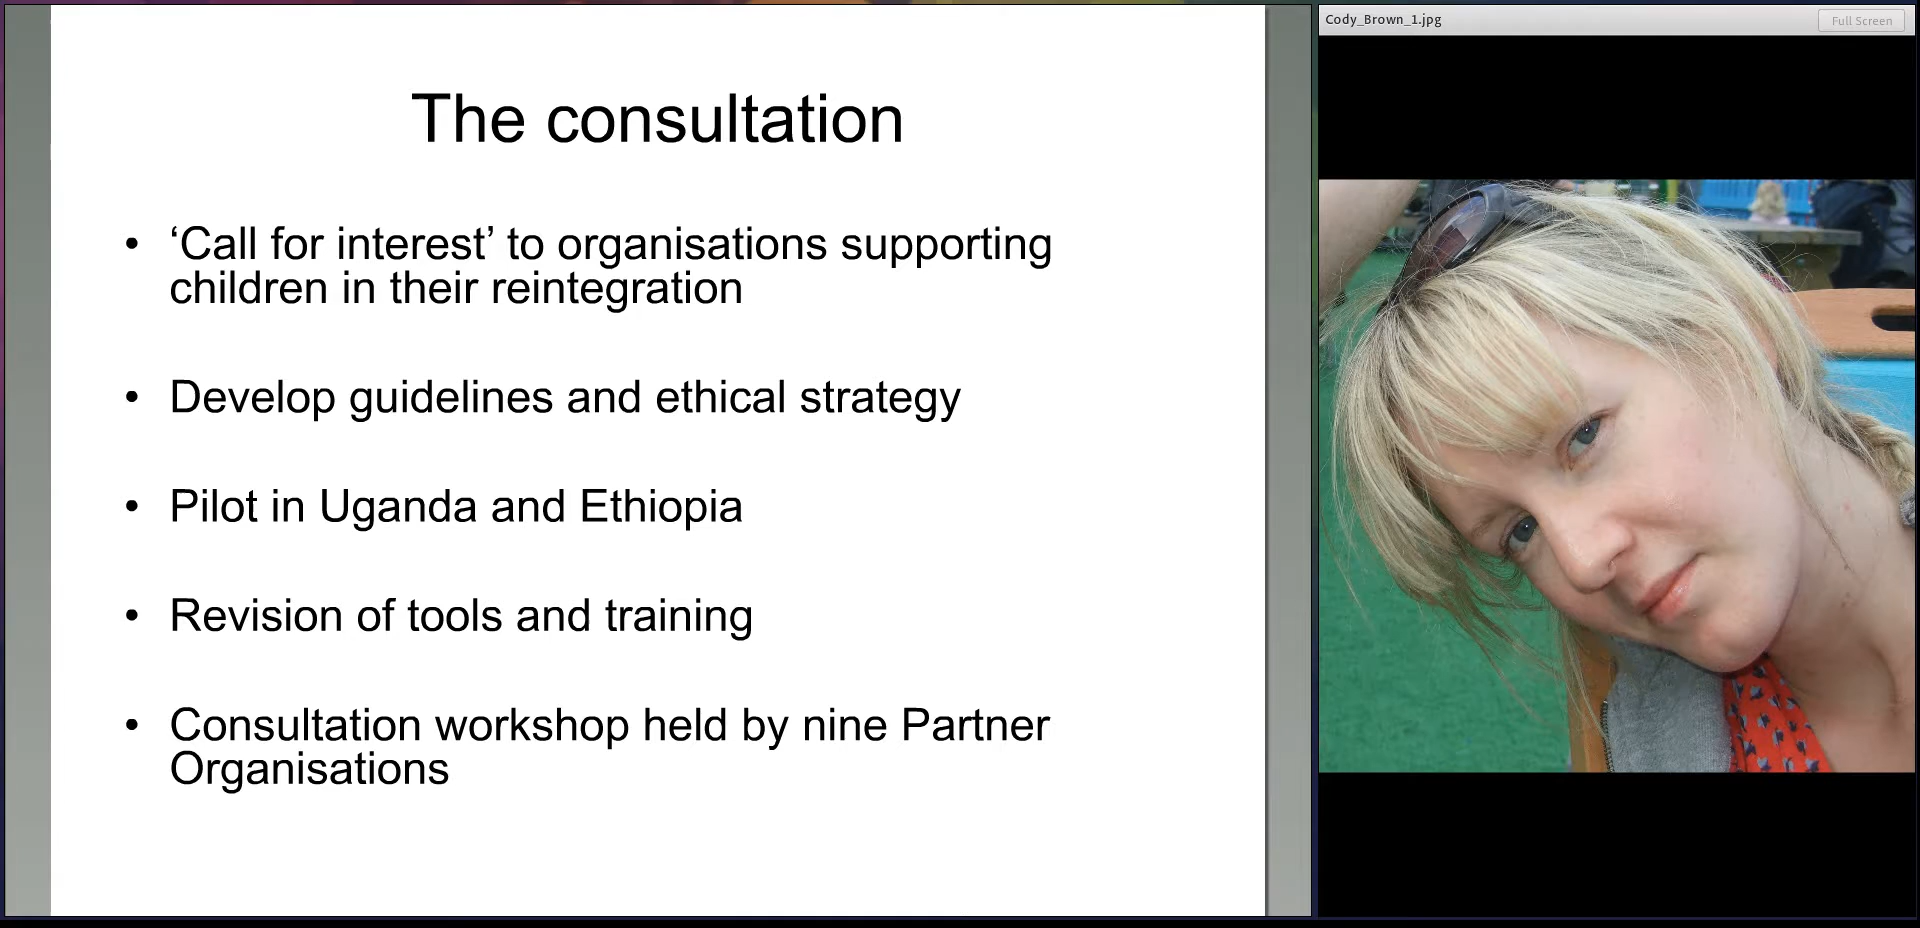 The consultation
• ‘Call for interest’ to organisations supporting
children in their reintegration
• Develop guidelines and ethical strategy
• Pilot in Uganda and Ethiopia
• Revision of tools and training
• Consultation workshop held by nine Partner
Organisations
Cody_Brown_1.jpg
Full Screen